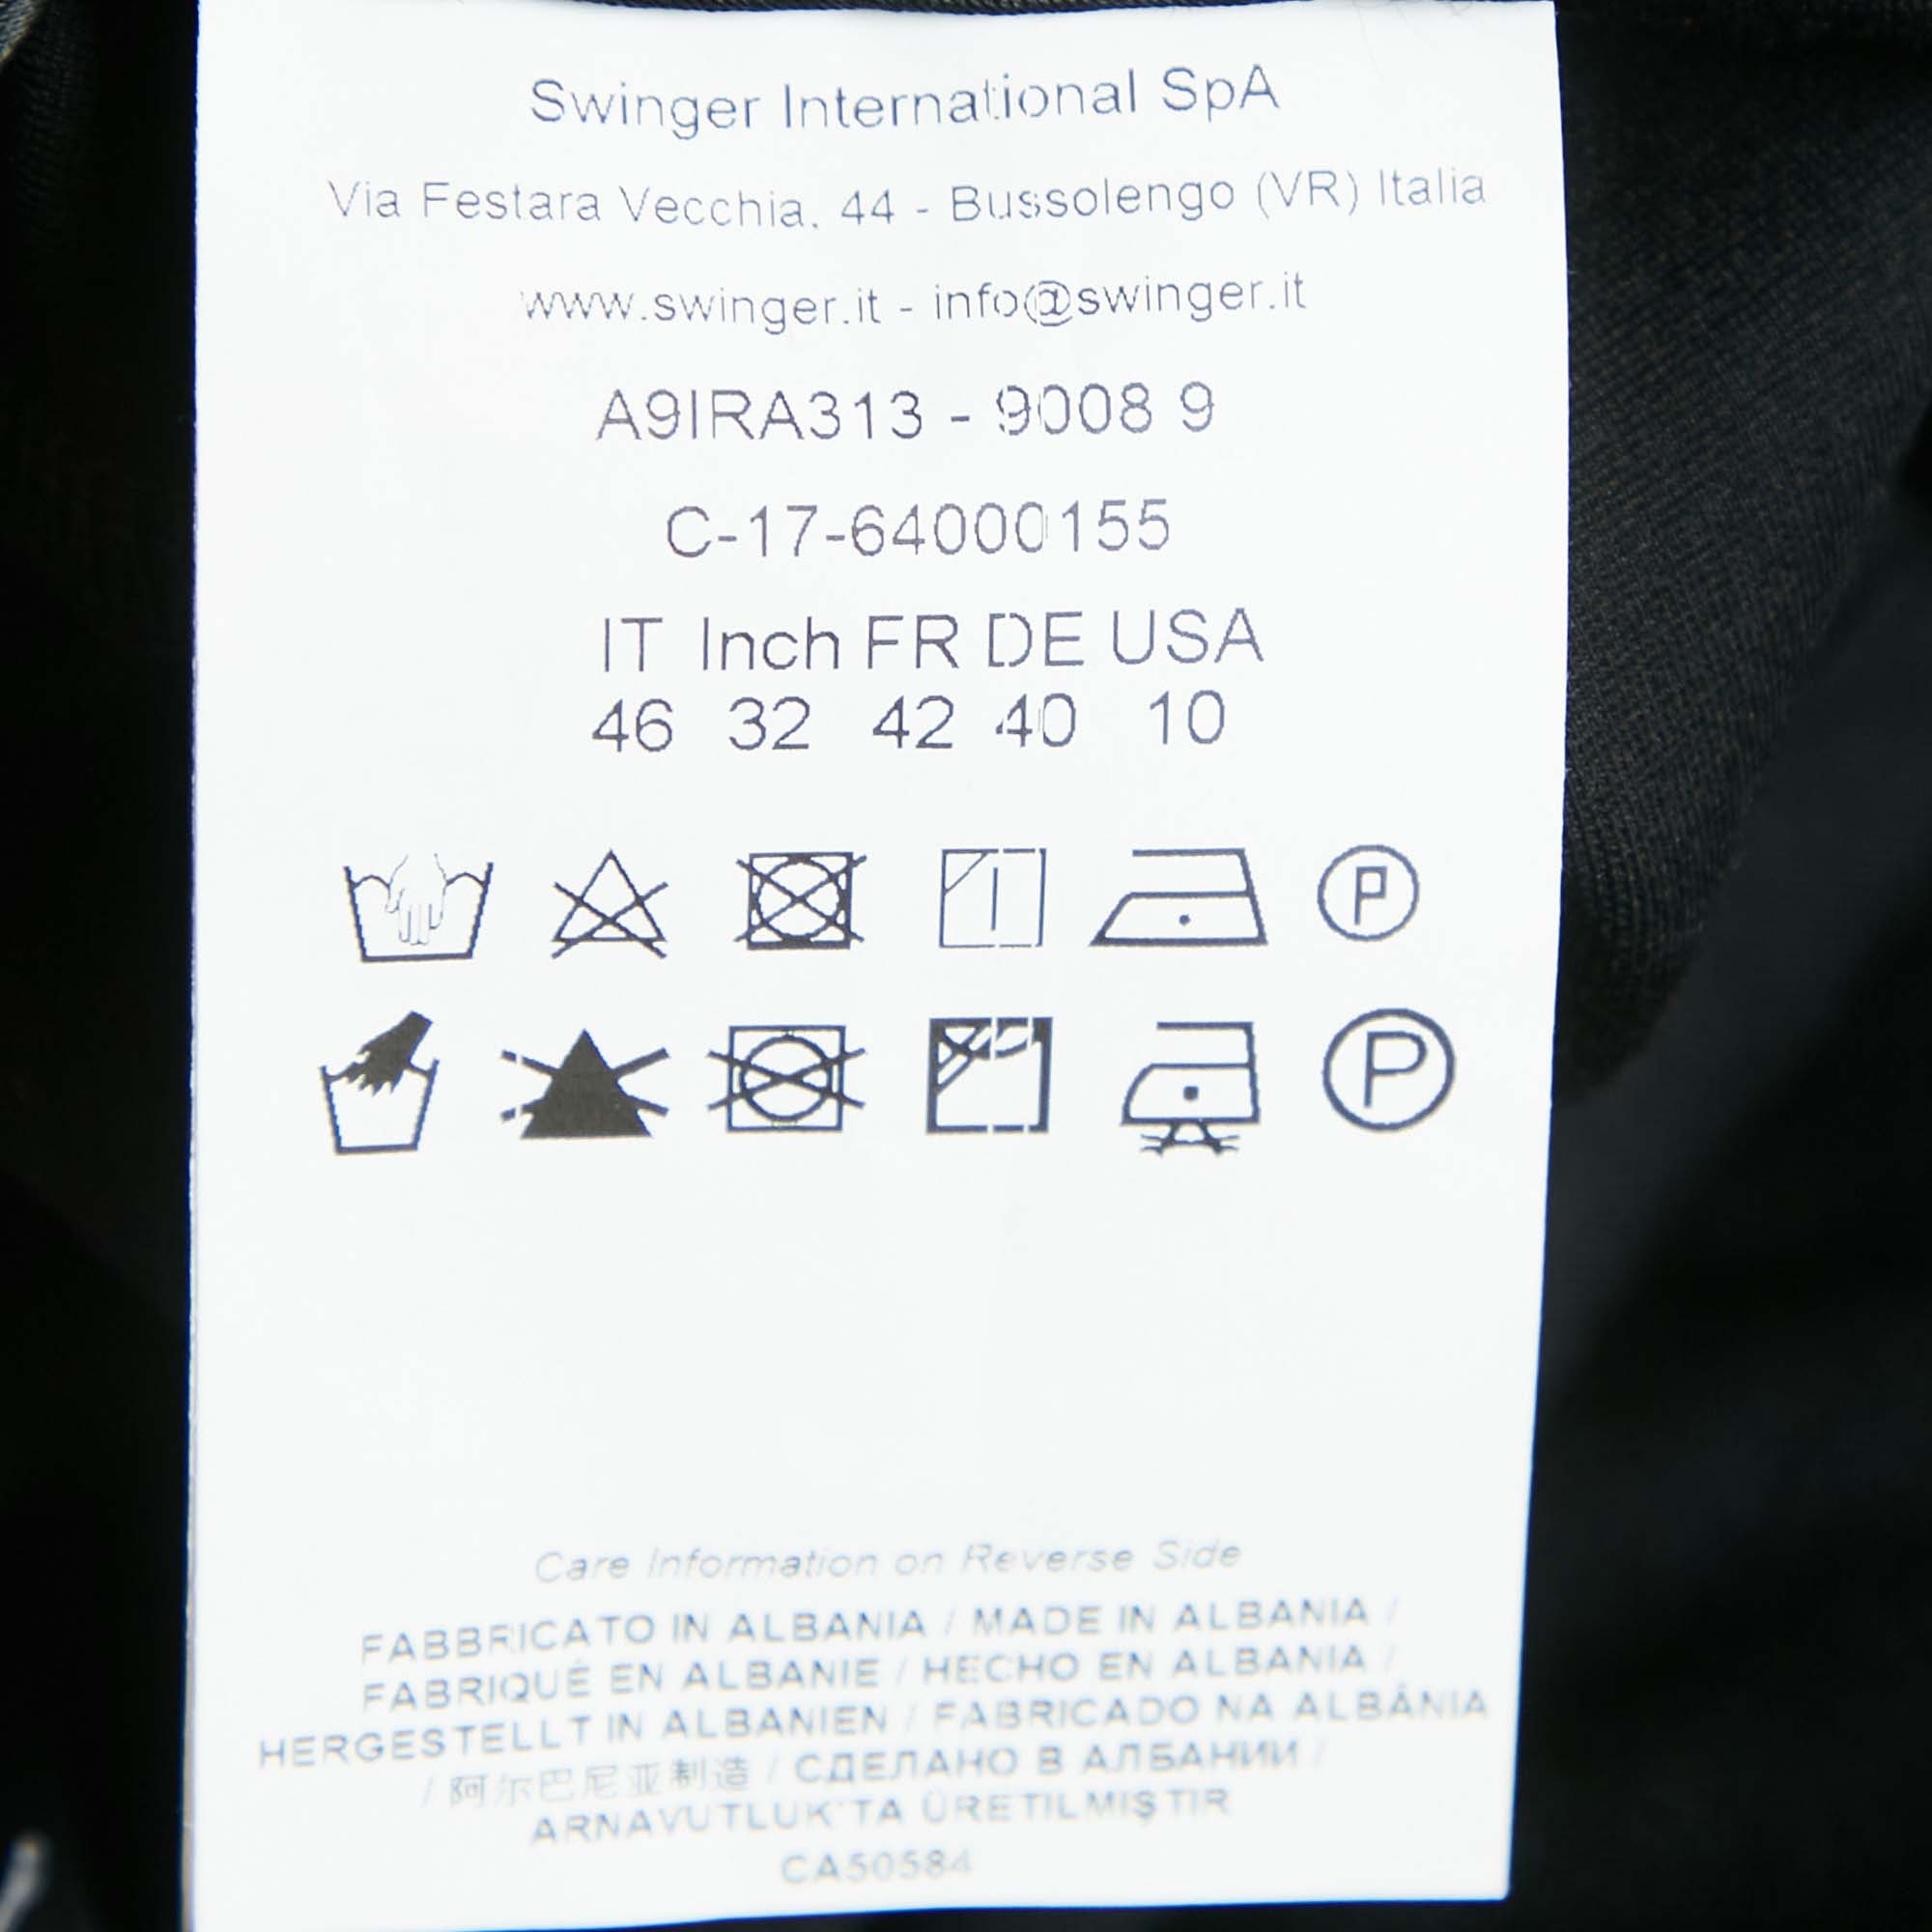 Swinger International SpA
Via Festara Vecchia, 44 - Bussolengo (VR) Italia
www.swinger.it - info@swinger.it
A9IRA313 - 9008 9
C-17-64000155
IT Inch FR DE USA
46 32 42 40 10
P
P
Care Information on Reverse Side
FABBRICATO IN ALBANIA / MADE IN ALBANIA /
FABRIQUÉ EN ALBANIE / HECHO EN ALBANIA /
HERGESTELLT IN ALBANIEN / FABRICADO NA ALBÂNIA
/ 阿尔巴尼亚制造 / СДЕЛАНО В АЛБАНИИ /
ARNAVUTLUK'TA ÜRETILMIŞTIR
CA50584